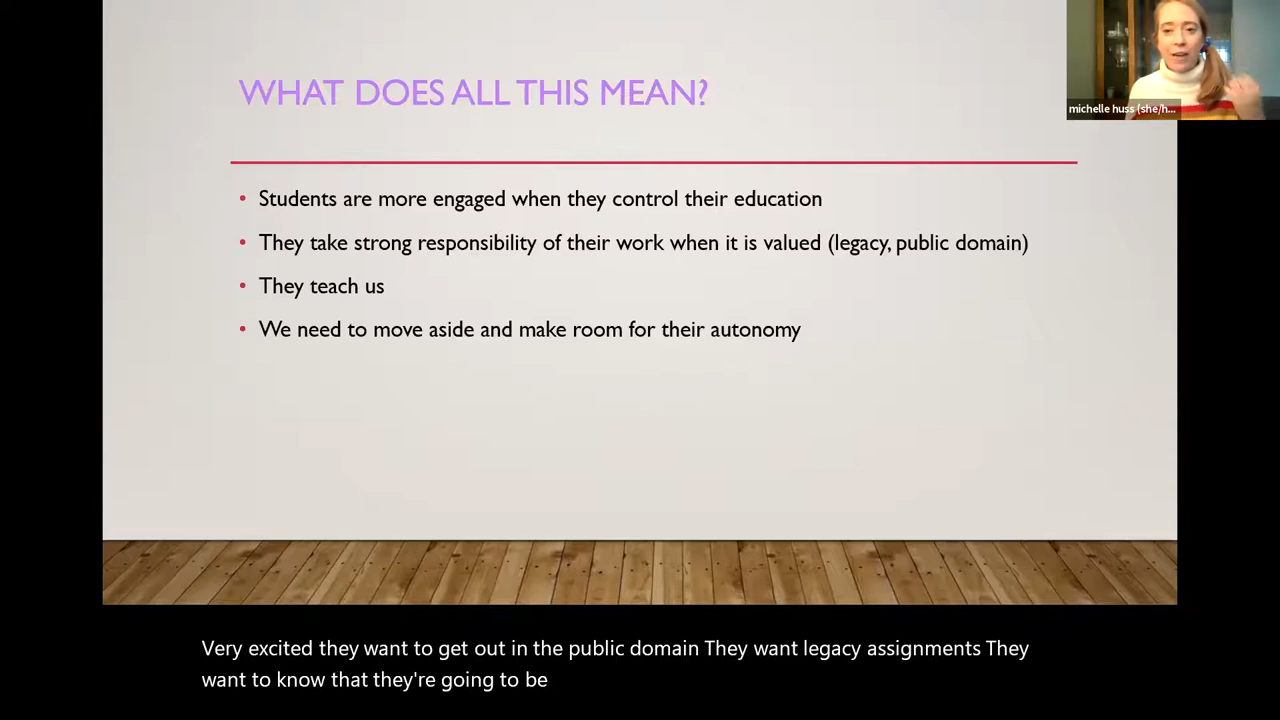 WHAT DOES ALL THIS MEAN?
michelle huss (she/h...
• Students are more engaged when they control their education
• They take strong responsibility of their work when it is valued (legacy, public domain)
• They teach us
• We need to move aside and make room for their autonomy
Very excited they want to get out in the public domain They want legacy assignments They
want to know that they're going to be